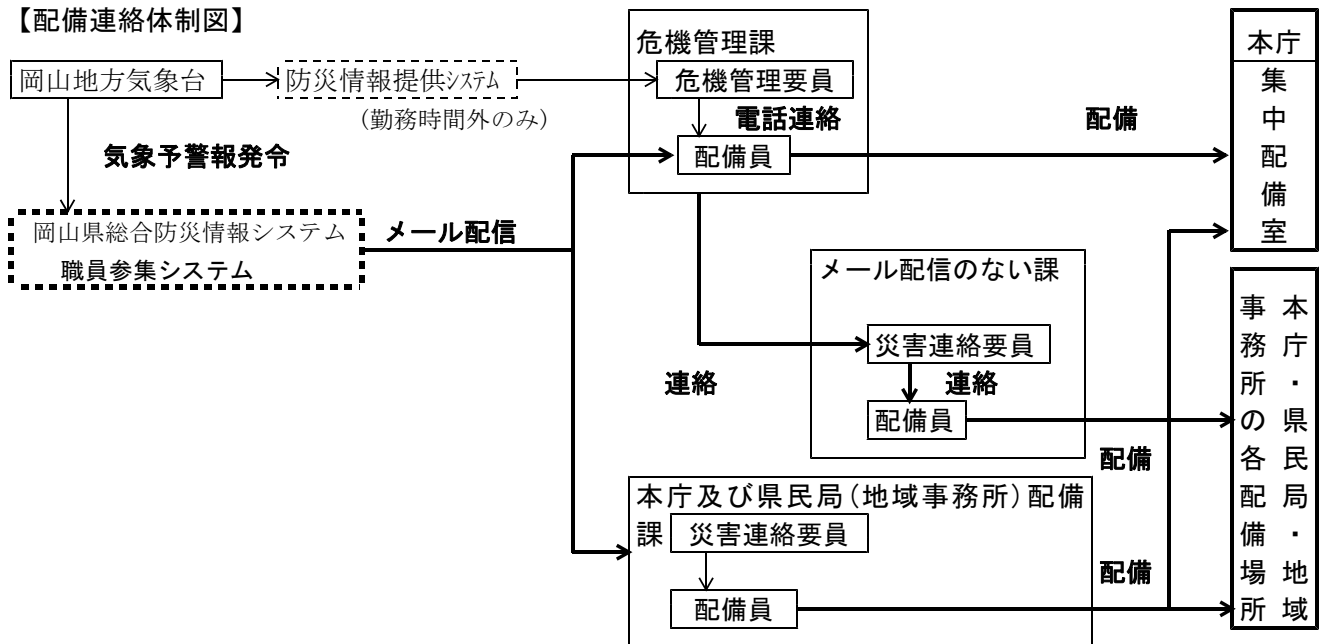 【配備連絡体制図】
岡山地方気象台
防災情報提供ｼｽﾃﾑ
(勤務時間外のみ)
気象予警報発令
岡山県総合防災情報システム
職員参集システム
メール配信
危機管理課
危機管理要員
電話連絡
配備員
配備
本庁
集中配備室
メール配信のない課
災害連絡要員
連絡
連絡
配備員
配備
本庁・県民局・地域
事務所の各配備場所
本庁及び県民局(地域事務所)配備
課
災害連絡要員
配備員
配備